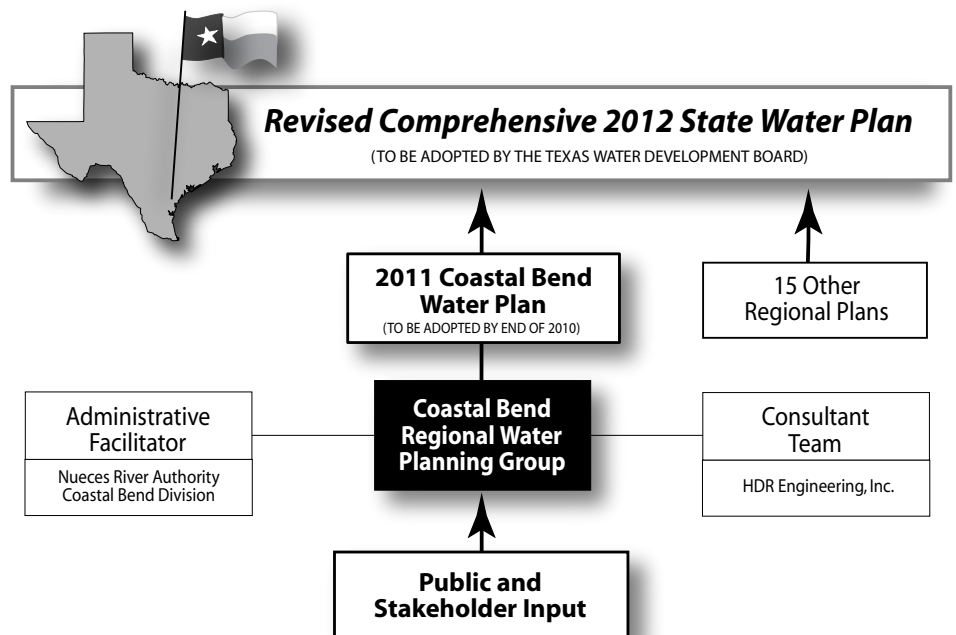 Revised Comprehensive 2012 State Water Plan
(TO BE ADOPTED BY THE TEXAS WATER DEVELOPMENT BOARD)
2011 Coastal Bend
Water Plan
(TO BE ADOPTED BY END OF 2010)
15 Other
Regional Plans
Administrative
Facilitator
Nueces River Authority
Coastal Bend Division
Coastal Bend
Regional Water
Planning Group
Consultant
Team
HDR Engineering, Inc.
Public and
Stakeholder Input